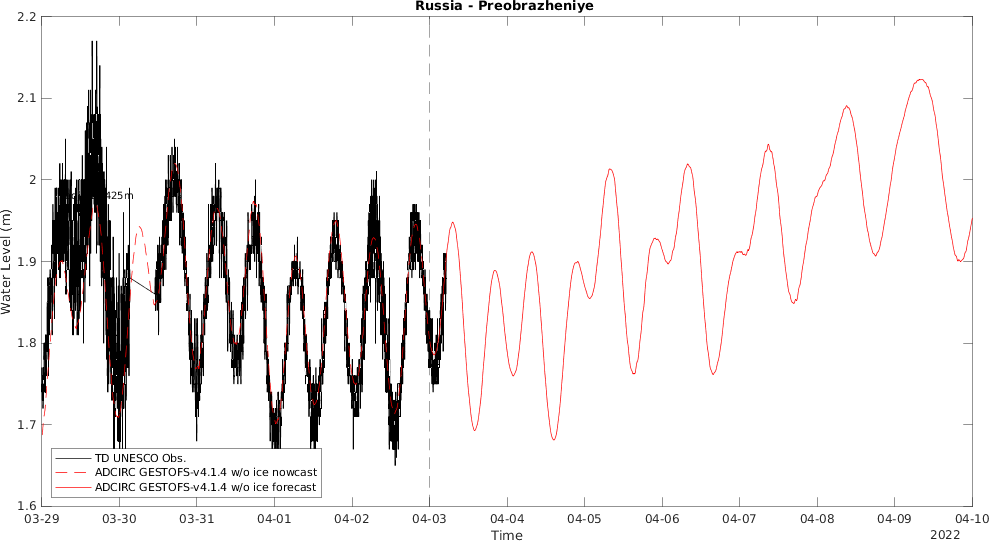 Russia - Preobrazheniye
Water Level (m)
2.2
2.1
2
1.9
1.8
1.7
1.6
425m
TD UNESCO Obs.
ADCIRC GESTOFS-v4.1.4 w/o ice nowcast
ADCIRC GESTOFS-v4.1.4 w/o ice forecast
03-29 03-30 03-31 04-01 04-02 04-03 04-04 04-05 04-06 04-07 04-08 04-09 04-10
Time
2022